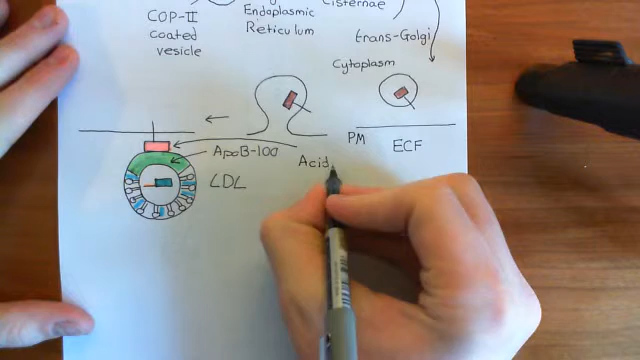 Cisternae
Endoplasmic
Reticulum
COP-II
coated
vesicle
trans-Golgi
Cytoplasm
PM
ECF
ApoB-100
Acid
LDL